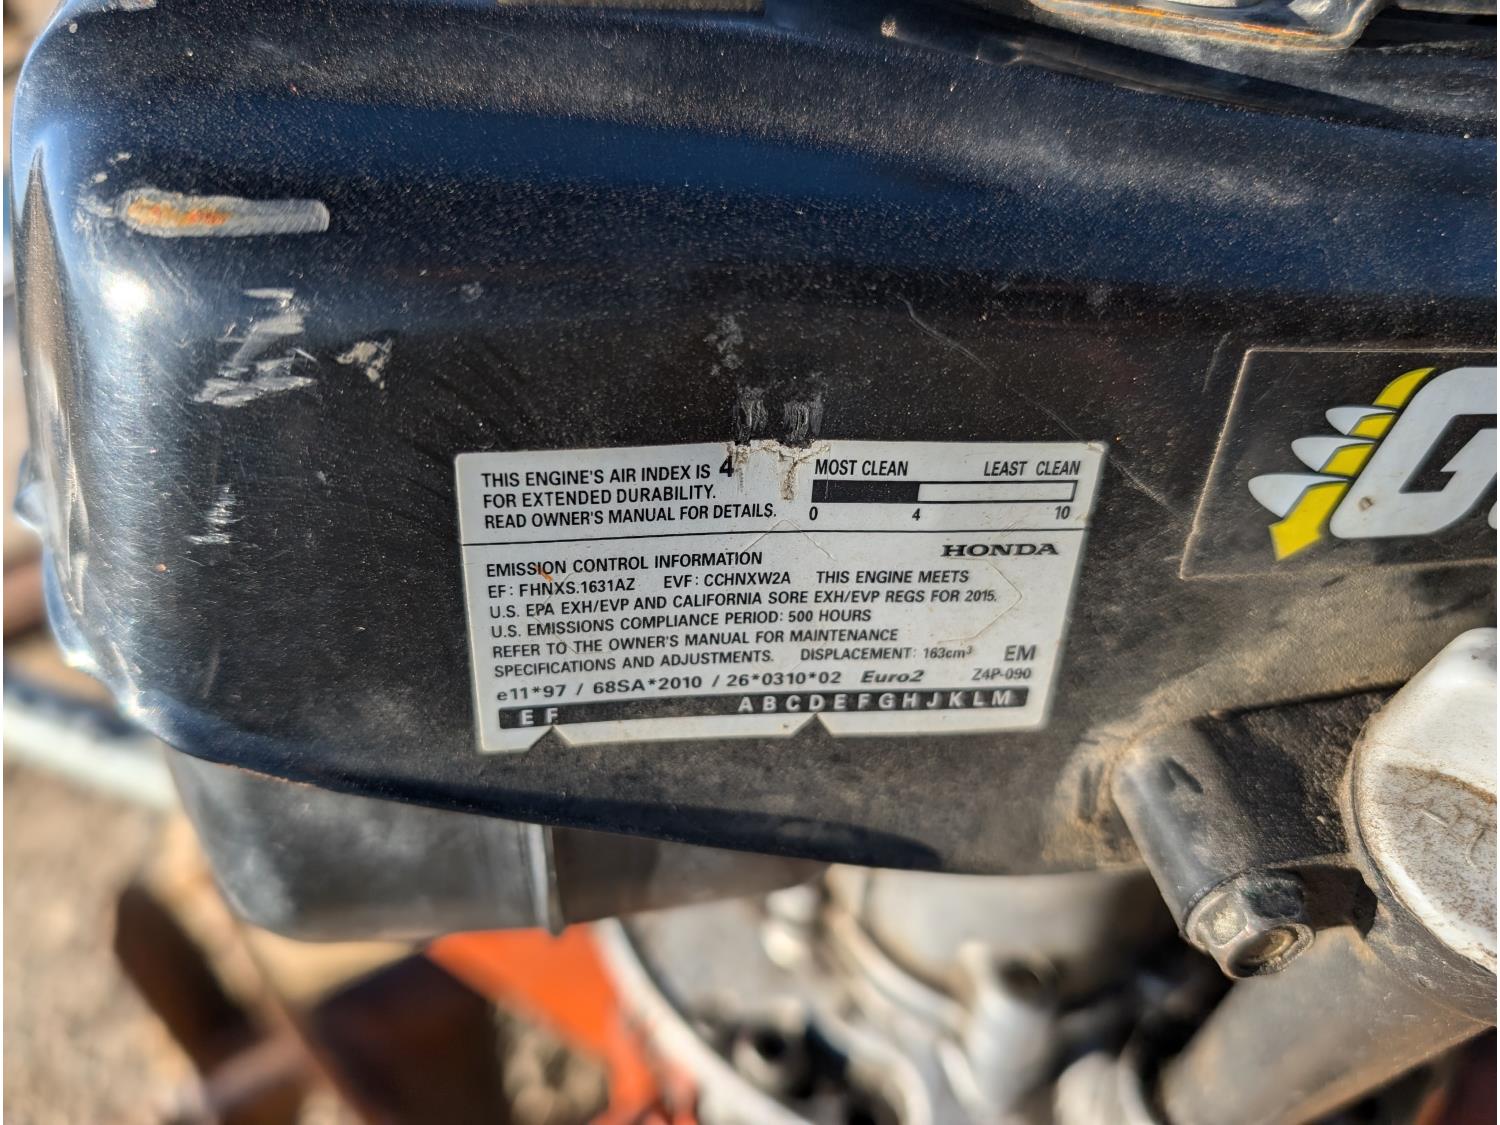 THIS ENGINE'S AIR INDEX IS 4
FOR EXTENDED DURABILITY.
READ OWNER'S MANUAL FOR DETAILS.
MOST CLEAN LEAST CLEAN
0 4 10
HONDA
EMISSION CONTROL INFORMATION
EF: FHNXS.1631AZ EVF: CCHNXW2A THIS ENGINE MEETS
U.S. EPA EXH/EVP AND CALIFORNIA SORE EXH/EVP REGS FOR 2015.
U.S. EMISSIONS COMPLIANCE PERIOD: 500 HOURS
REFER TO THE OWNER'S MANUAL FOR MAINTENANCE
SPECIFICATIONS AND ADJUSTMENTS. DISPLACEMENT: 163cm³ EM
e11*97 / 68SA*2010 / 26*0310*02 Euro2 Z4P-090
E F A B C D E F G H J K L M
G